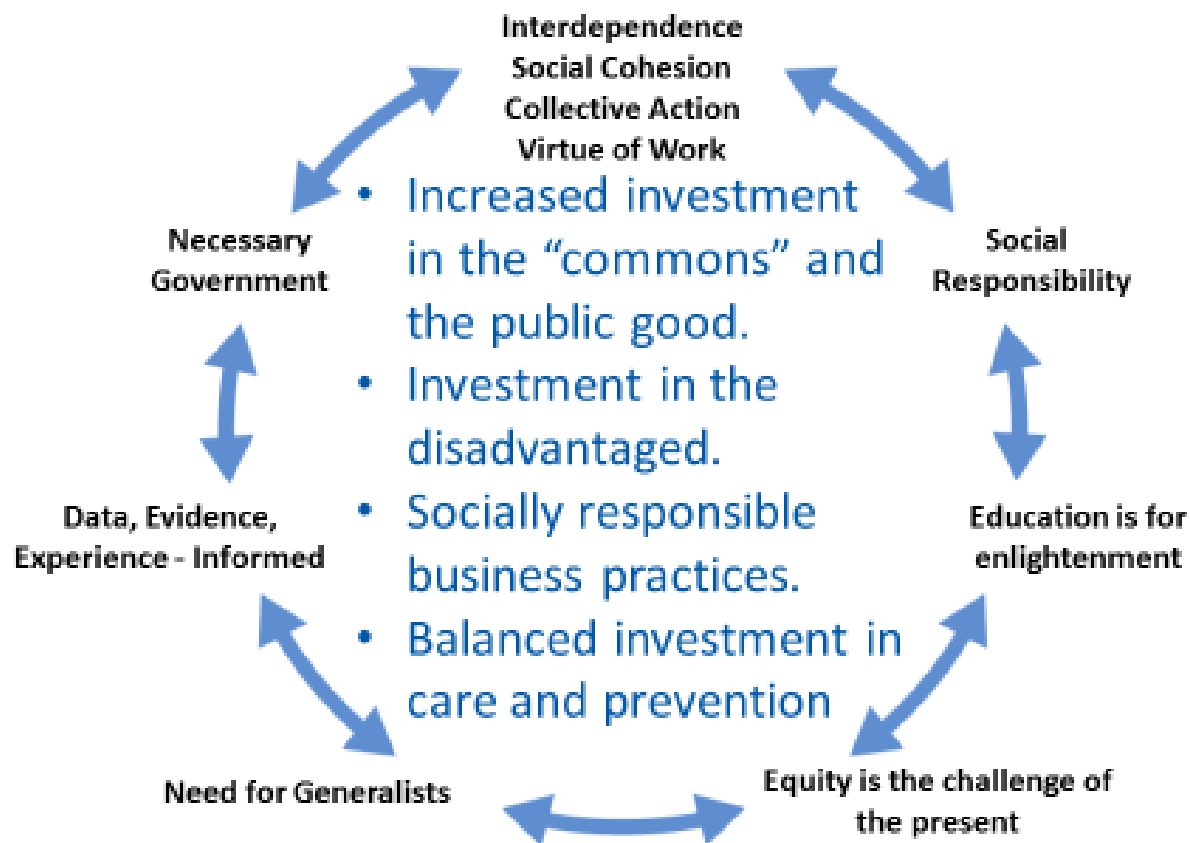 Interdependence
Social Cohesion
Collective Action
Virtue of Work
• Increased investment
in the “commons” and
the public good.
• Investment in the
disadvantaged.
• Socially responsible
business practices.
• Balanced investment in
care and prevention
Social
Responsibility
Education is for
enlightenment
Equity is the challenge of
the present
Need for Generalists
Data, Evidence,
Experience - Informed
Necessary
Government